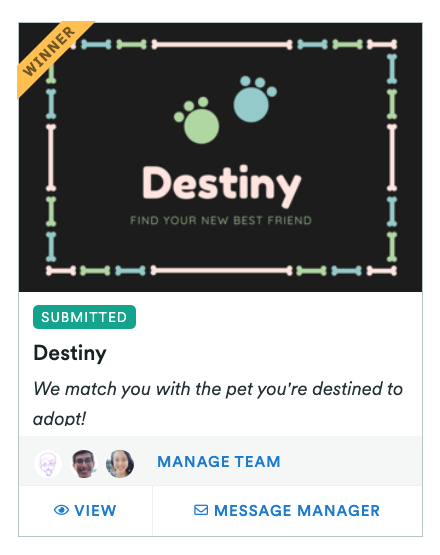 WINNER
Destiny
FIND YOUR NEW BEST FRIEND
SUBMITTED
Destiny
We match you with the pet you're destined to
adopt!
MANAGE TEAM
VIEW
MESSAGE MANAGER